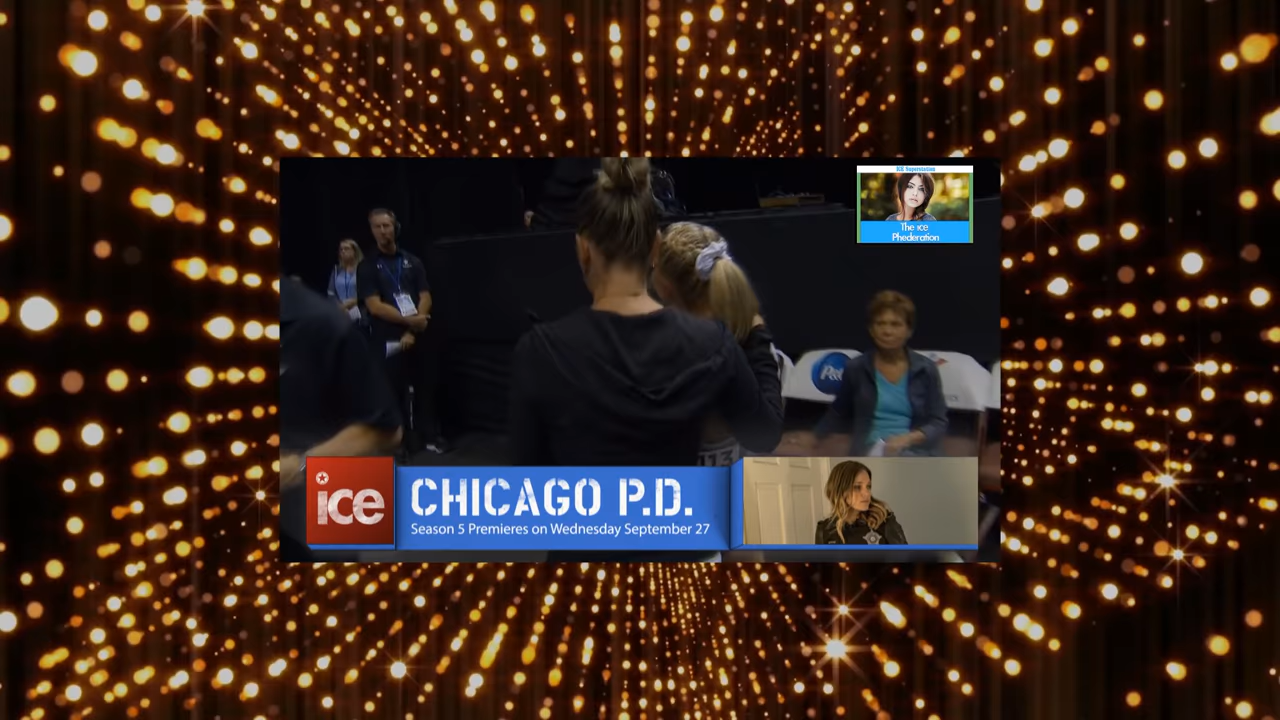 ICE Superstation
The ice
Phederation
P&G
ice
CHICAGO P.D.
Season 5 Premieres on Wednesday September 27